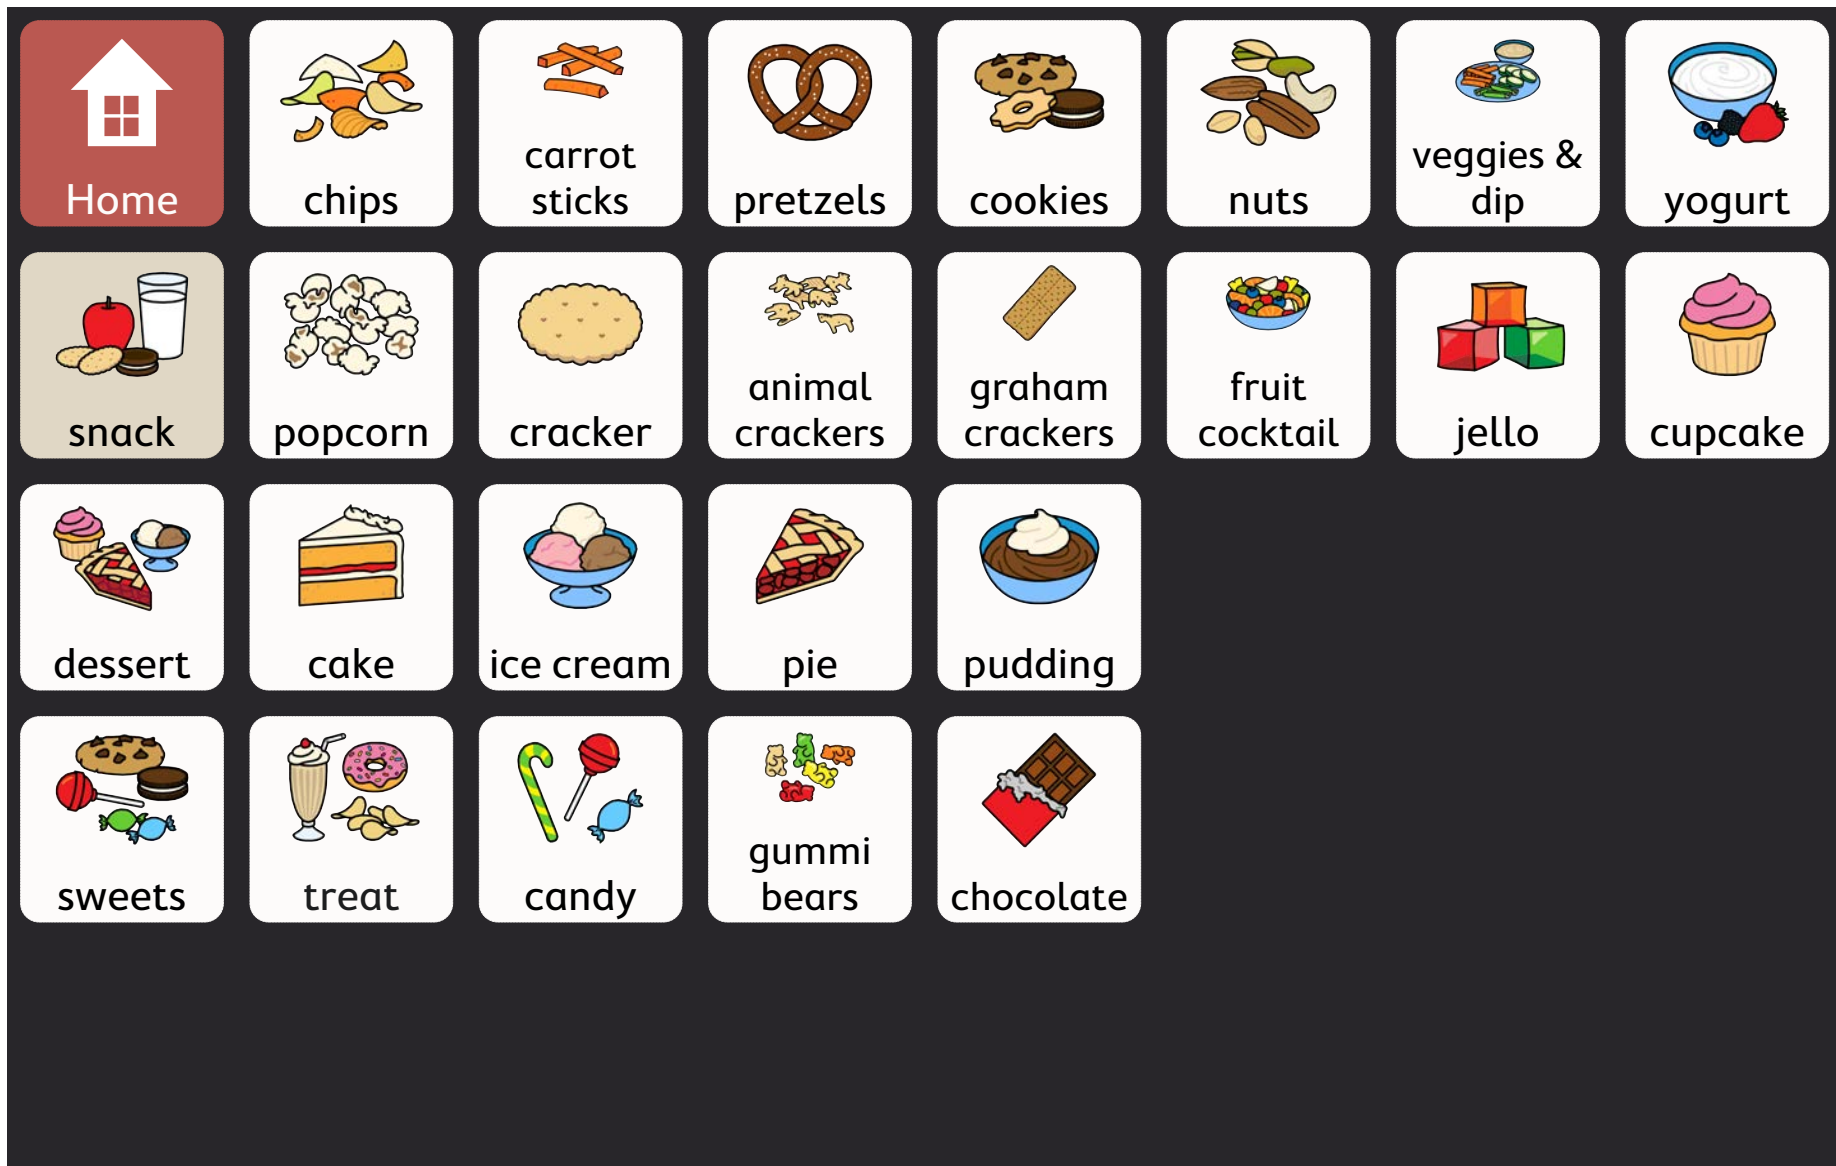 Home
chips
carrot
sticks
pretzels
cookies
nuts
veggies &
dip
yogurt
snack
popcorn
cracker
animal
crackers
graham
crackers
fruit
cocktail
jello
cupcake
dessert
cake
ice cream
pie
pudding
sweets
treat
candy
gummi
bears
chocolate